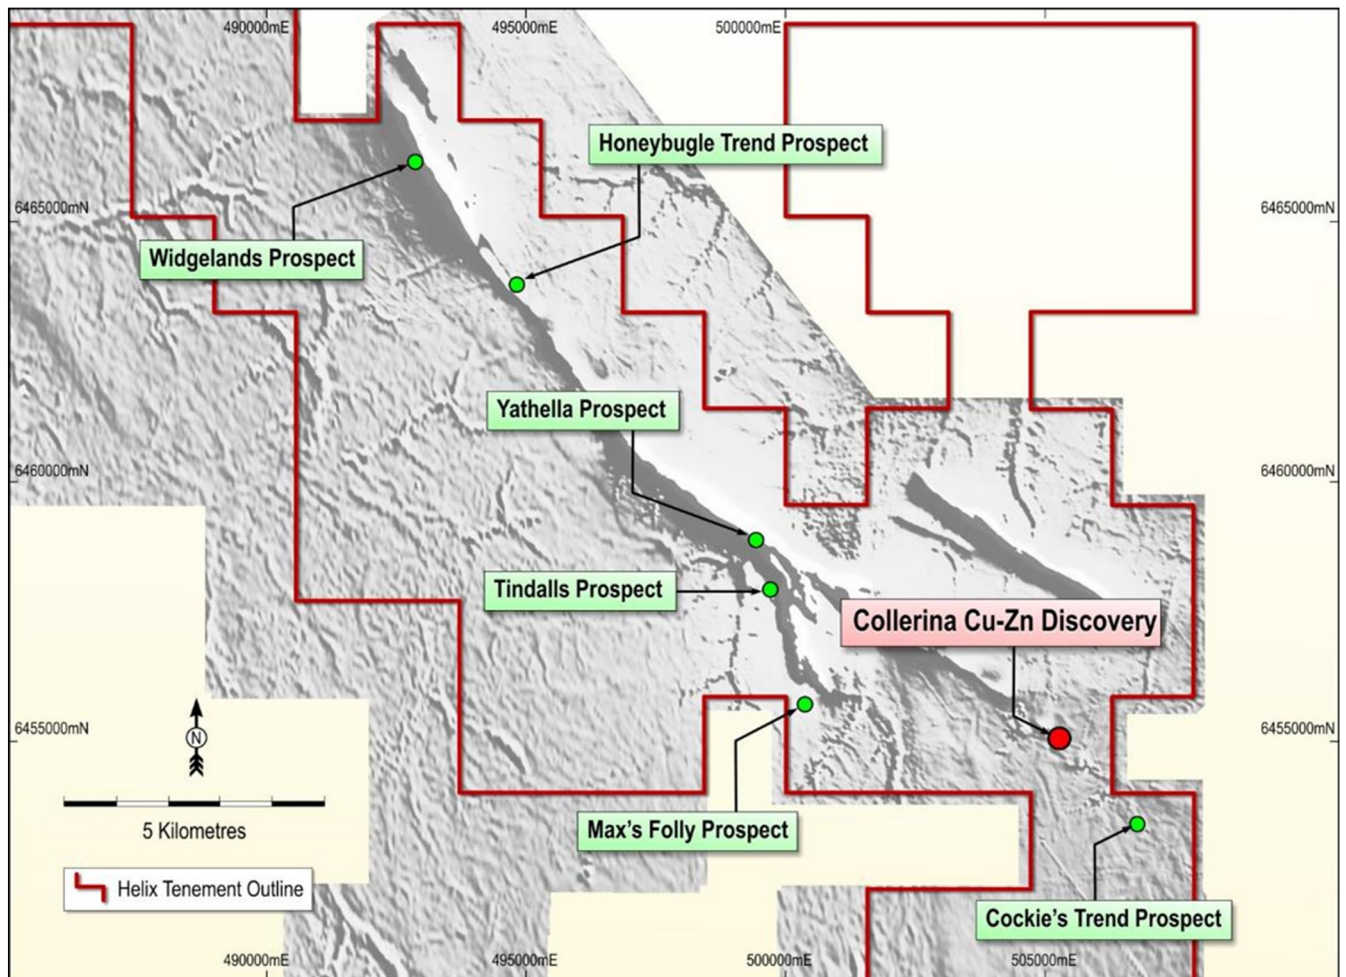 490000mE
495000mE
500000mE
Honeybugle Trend Prospect
6465000mN
6465000mN
Widgelands Prospect
Yathella Prospect
6460000mN
6460000mN
Tindalls Prospect
Collerina Cu-Zn Discovery
6455000mN
6455000mN
N
5 Kilometres
Max's Folly Prospect
Helix Tenement Outline
Cockie's Trend Prospect
490000mE
495000mE
500000mE
505000mE